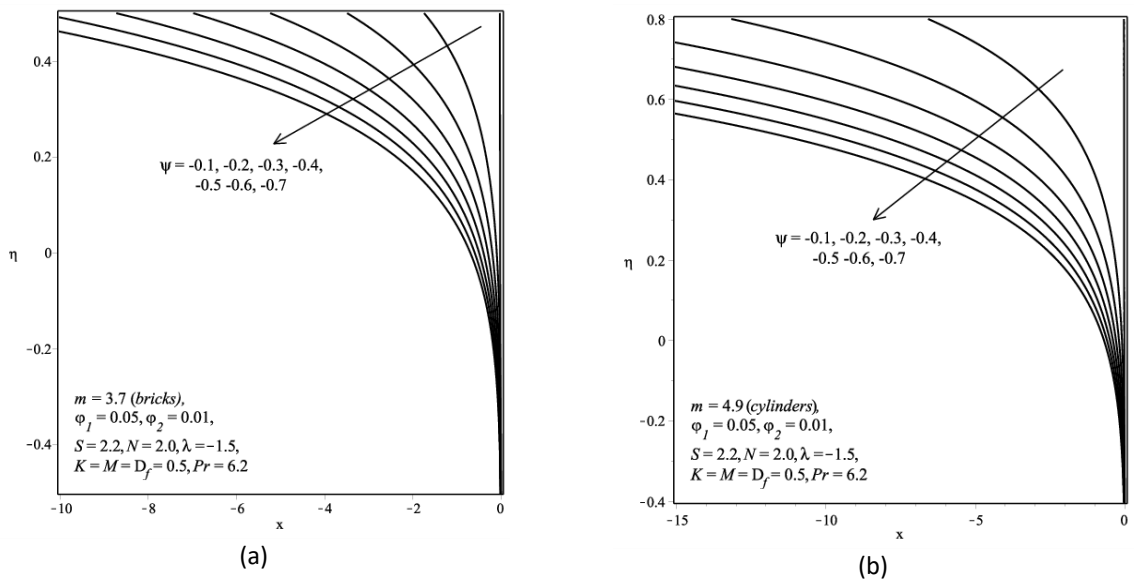 0.4
0.2
0
−0.2
−0.4
η
ψ = -0.1, -0.2, -0.3, -0.4,
-0.5 -0.6, -0.7
m = 3.7 (bricks),
φ1 = 0.05, φ2 = 0.01,
S = 2.2, N = 2.0, λ = −1.5,
K = M = Df = 0.5, Pr = 6.2
−10 −8 −6 −4 −2 0
x
(a)
0.8
0.6
0.4
0.2
0
−0.2
−0.4
η
ψ = -0.1, -0.2, -0.3, -0.4,
-0.5 -0.6, -0.7
m = 4.9 (cylinders),
φ1 = 0.05, φ2 = 0.01,
S = 2.2, N = 2.0, λ = −1.5,
K = M = Df = 0.5, Pr = 6.2
−15 −10 −5 0
x
(b)